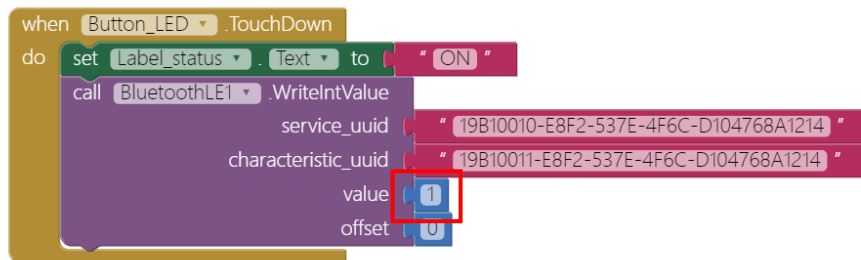 when Button_LED .TouchDown
do set Label_status . Text to " ON "
call BluetoothLE1 .WriteIntValue
service_uuid " 19B10010-E8F2-537E-4F6C-D104768A1214 "
characteristic_uuid " 19B10011-E8F2-537E-4F6C-D104768A1214 "
value 1
offset 0